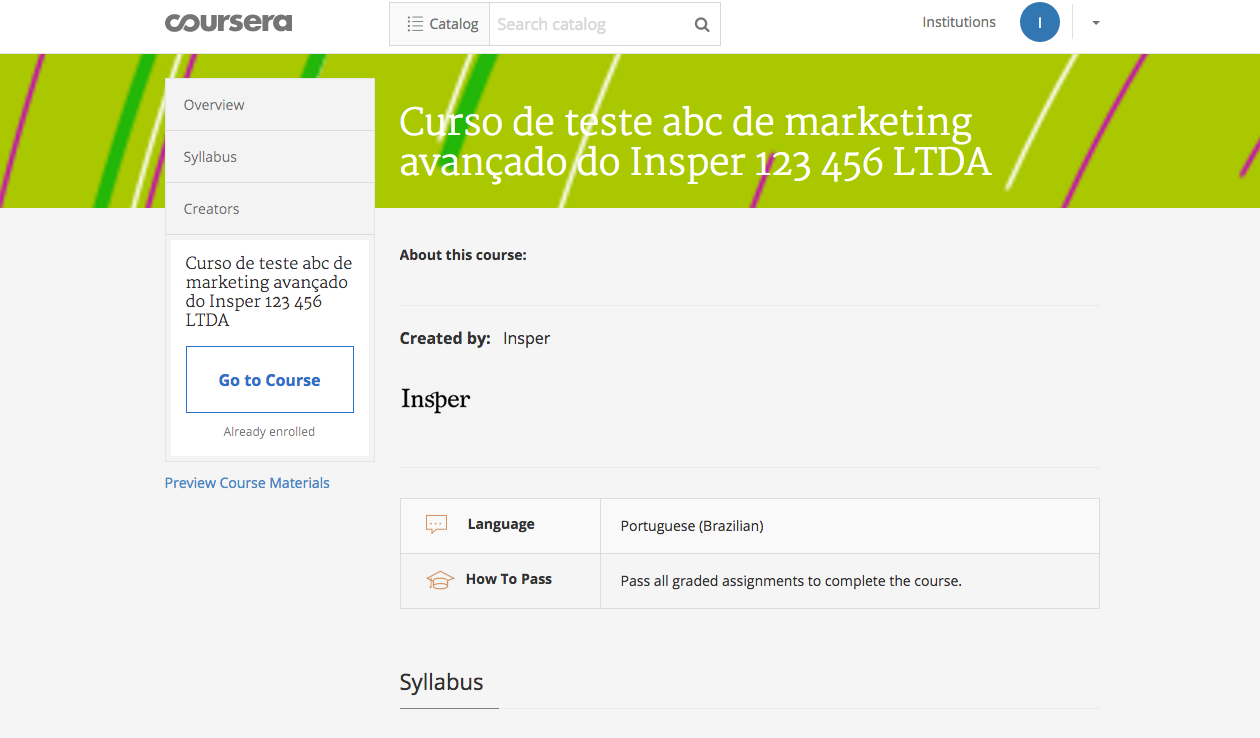 coursera
Catalog
Search catalog
Institutions
I
Overview
Syllabus
Creators
Curso de teste abc de marketing
avançado do Insper 123 456 LTDA
Curso de teste abc de
marketing avançado
do Insper 123 456
LTDA
Go to Course
Already enrolled
Preview Course Materials
About this course:
Created by: Insper
Insper
Language
Portuguese (Brazilian)
How To Pass
Pass all graded assignments to complete the course.
Syllabus